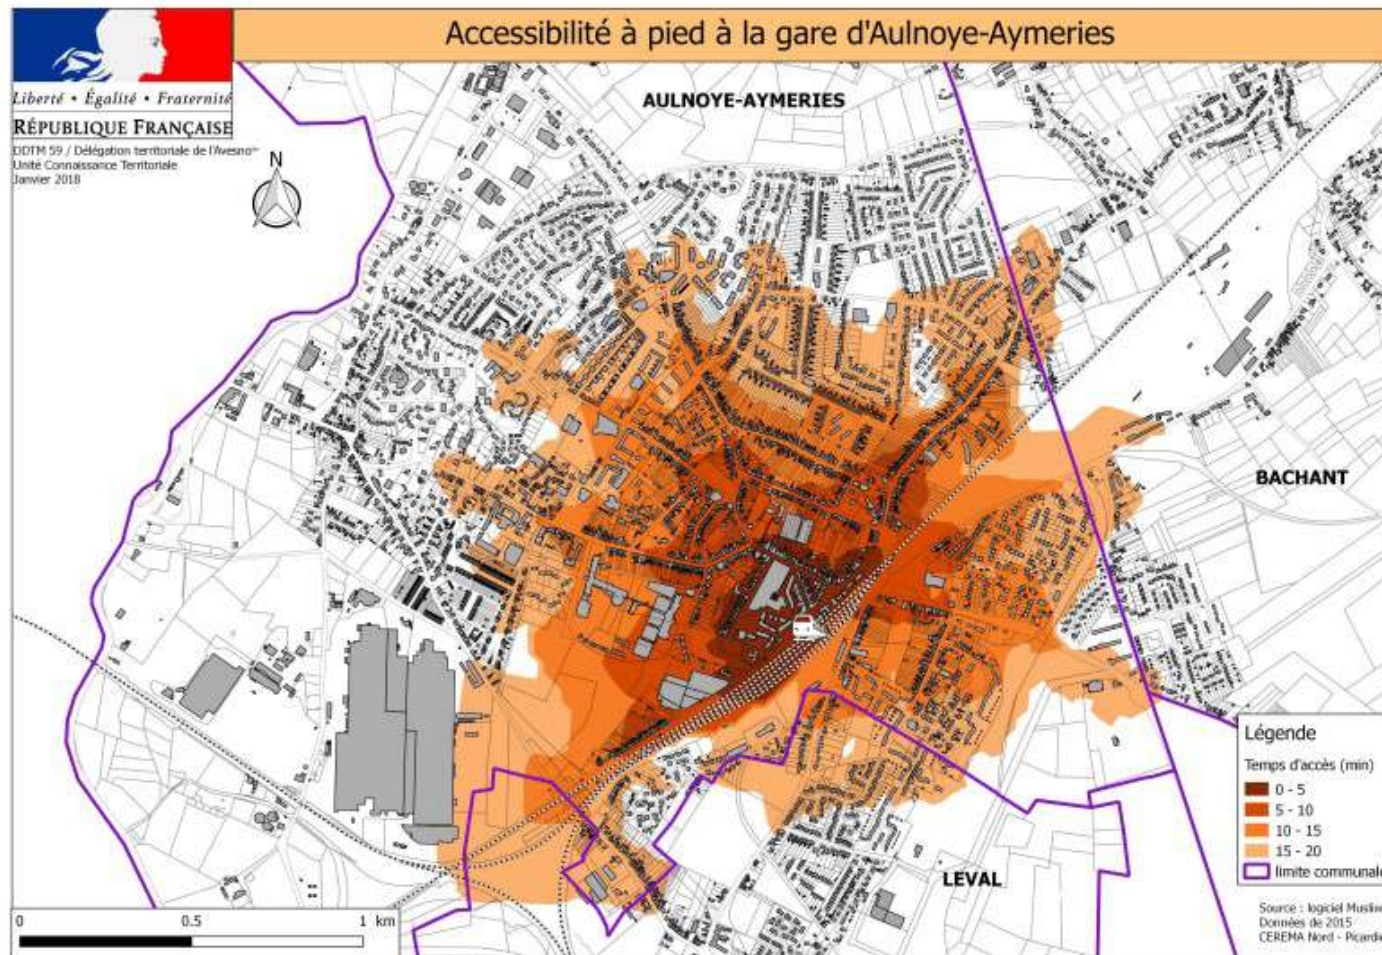 Accessibilité à pied à la gare d'Aulnoye-Aymeries
Liberté • Égalité • Fraternité
RÉPUBLIQUE FRANÇAISE
DDTM 59 / Délégation territoriale de l'Avesnois
Unité Connaissance Territoriale
Janvier 2018
N
AULNOYE-AYMERIES
BACHANT
LEVAL
Légende
Temps d'accès (min)
0 - 5
5 - 10
10 - 15
15 - 20
limite communale
0 0.5 1 km
Source : logiciel
Données de 2015
CEREMA Nord - Picardie